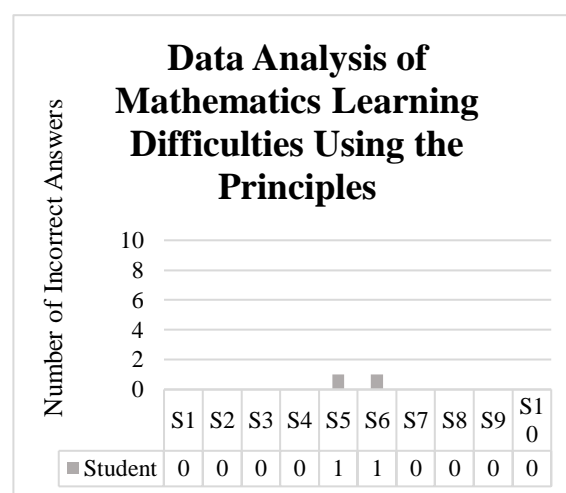 Data Analysis of
Mathematics Learning
Difficulties Using the
Principles
Number of Incorrect Answers
10
8
6
4
2
0
S1 S2 S3 S4 S5 S6 S7 S8 S9 S1
0
Student 0 0 0 0 1 1 0 0 0 0